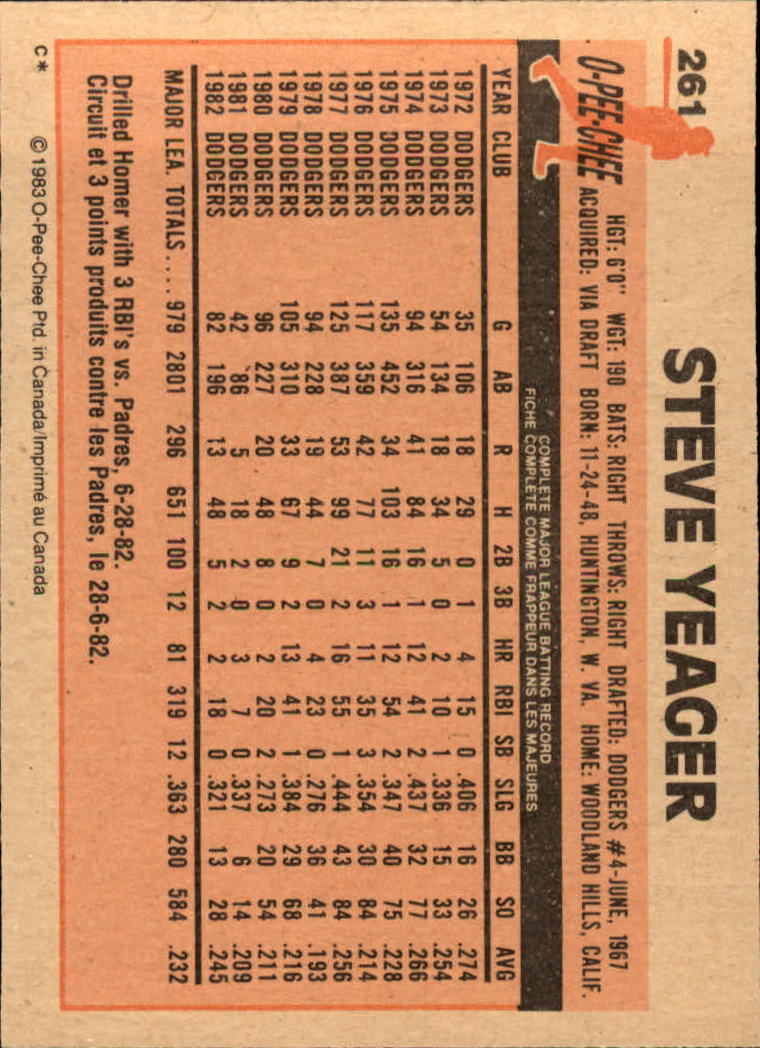 261 STEVE YEAGER
O-PEE-CHEE
HGT: 6'0" WGT: 190 BATS: RIGHT THROWS: RIGHT DRAFTED: DODGERS #4-JUNE, 1967
ACQUIRED: VIA DRAFT BORN: 11-24-48, HUNTINGTON, W. VA. HOME: WOODLAND HILLS, CALIF.
COMPLETE MAJOR LEAGUE BATTING RECORD
FICHE COMPLETE COMME FRAPPEUR DANS LES MAJEURES
YEAR CLUB G AB R H 2B 3B HR RBI SB SLG BB SO AVG
1972 DODGERS 35 106 18 29 0 1 4 15 0 .406 16 26 .274
1973 DODGERS 54 134 18 34 5 0 2 10 1 .336 15 33 .254
1974 DODGERS 94 316 41 84 16 1 12 41 2 .437 32 77 .266
1975 DODGERS 135 452 34 103 16 1 12 54 2 .347 40 75 .228
1976 DODGERS 117 359 42 77 11 3 11 35 3 .354 30 84 .214
1977 DODGERS 125 387 53 99 21 2 16 55 1 .444 43 84 .256
1978 DODGERS 94 228 19 44 7 0 4 23 0 .276 36 41 .193
1979 DODGERS 105 310 33 67 9 2 13 41 1 .384 29 68 .216
1980 DODGERS 96 227 20 48 8 0 2 20 2 .273 20 54 .211
1981 DODGERS 42 86 5 18 2 0 3 7 0 .337 6 14 .209
1982 DODGERS 82 196 13 48 5 2 2 18 0 .321 13 28 .245
MAJOR LEA. TOTALS.... 979 2801 296 651 100 12 81 319 12 .363 280 584 .232
Drilled Homer with 3 RBI's vs. Padres, 6-28-82.
Circuit et 3 points produits contre les Padres, le 28-6-82.
C* © 1983 O-Pee-Chee Ptd. in Canada/Imprimé au Canada